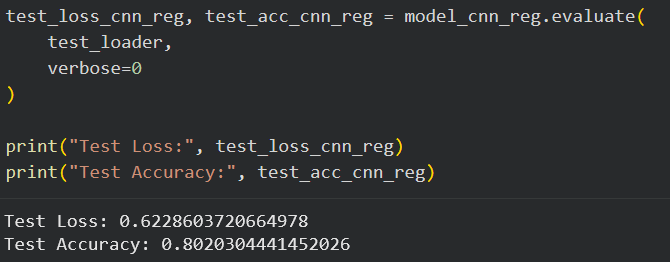 test_loss_cnn_reg, test_acc_cnn_reg = model_cnn_reg.evaluate(
    test_loader,
    verbose=0
)
print("Test Loss:", test_loss_cnn_reg)
print("Test Accuracy:", test_acc_cnn_reg)
Test Loss: 0.6228603720664978
Test Accuracy: 0.8020304441452026